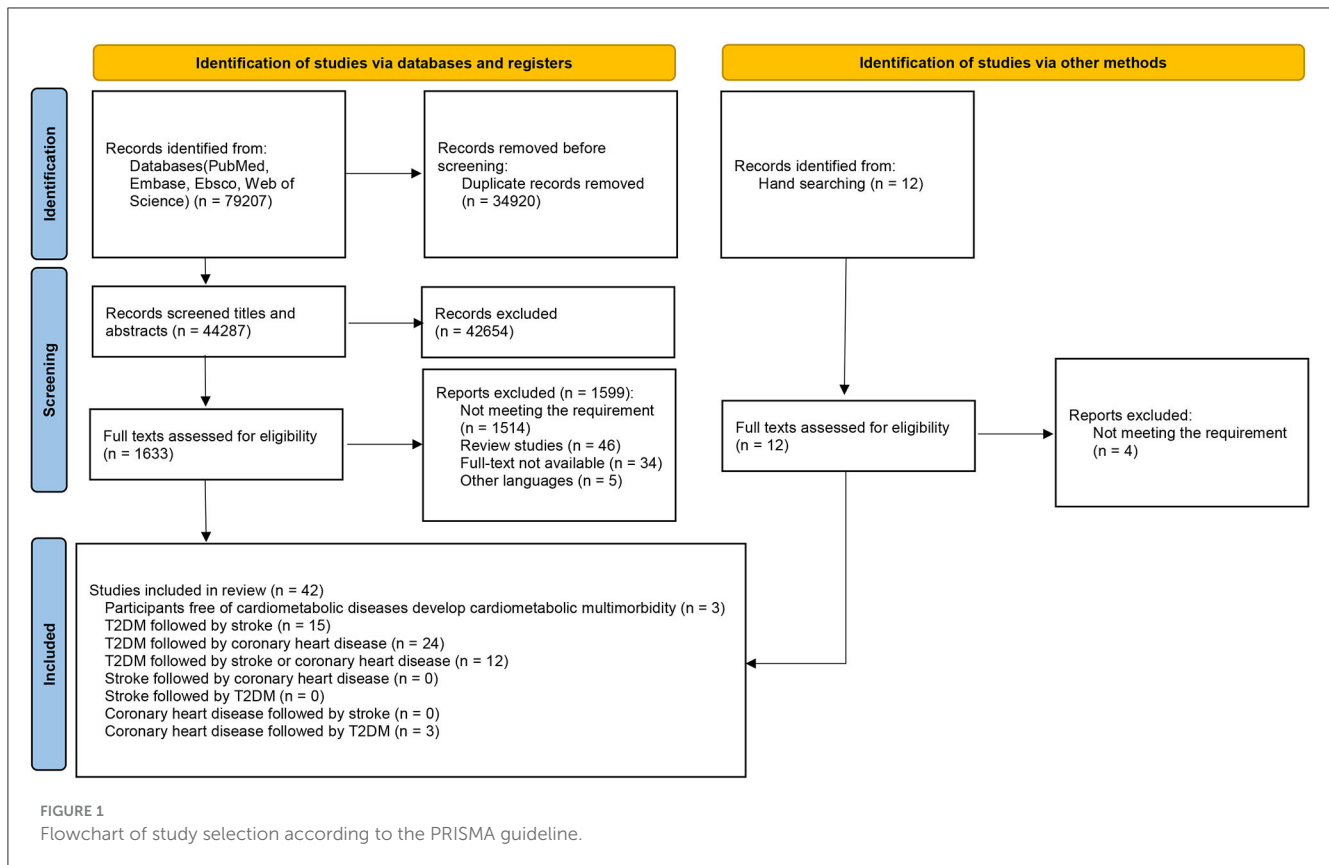 Identification of studies via databases and registers
Identification of studies via other methods
Identification
Records identified from:
Databases(PubMed,
Embase, Ebsco, Web of
Science) (n = 79207)
Records removed before
screening:
Duplicate records removed
(n = 34920)
Records identified from:
Hand searching (n = 12)
Screening
Records screened titles and
abstracts (n = 44287)
Records excluded
(n = 42654)
Full texts assessed for eligibility
(n = 1633)
Reports excluded (n = 1599):
Not meeting the requirement
(n = 1514)
Review studies (n = 46)
Full-text not available (n = 34)
Other languages (n = 5)
Full texts assessed for eligibility
(n = 12)
Reports excluded:
Not meeting the requirement
(n = 4)
Included
Studies included in review (n = 42)
Participants free of cardiometabolic diseases develop cardiometabolic multimorbidity (n = 3)
T2DM followed by stroke (n = 15)
T2DM followed by coronary heart disease (n = 24)
T2DM followed by stroke or coronary heart disease (n = 12)
Stroke followed by coronary heart disease (n = 0)
Stroke followed by T2DM (n = 0)
Coronary heart disease followed by stroke (n = 0)
Coronary heart disease followed by T2DM (n = 3)
FIGURE 1
Flowchart of study selection according to the PRISMA guideline.